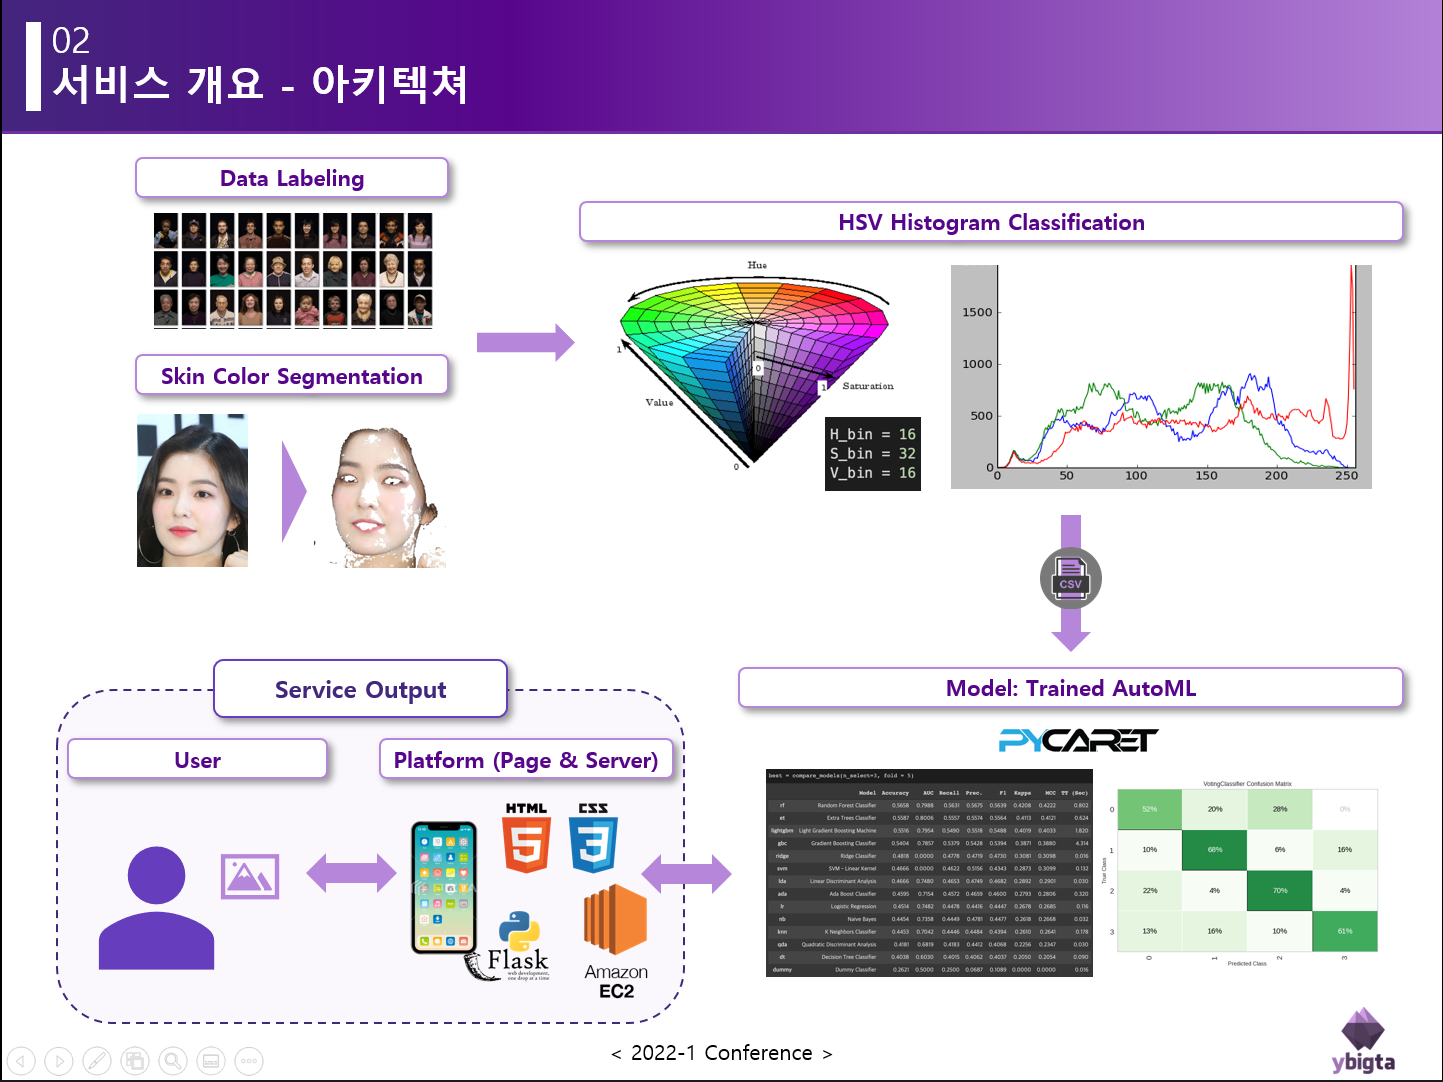 02
서비스 개요 - 아키텍쳐
Data Labeling
Skin Color Segmentation
HSV Histogram Classification
Hue
1
0
1
Saturation
Value
0
H_bin = 16
S_bin = 32
V_bin = 16
1500
1000
500
0
0 50 100 150 200 250
CSV
Model: Trained AutoML
PYCARET
best = compare_models(n_select=3, fold = 5)
Model Accuracy AUC Recall Prec. F1 Kappa MCC TT (Sec)
rf Random Forest Classifier 0.5658 0.7988 0.5631 0.5675 0.5639 0.4208 0.4222 0.802
et Extra Trees Classifier 0.5587 0.8006 0.5557 0.5574 0.5564 0.4113 0.4121 0.624
lightgbm Light Gradient Boosting Machine 0.5516 0.7954 0.5490 0.5518 0.5488 0.4019 0.4033 1.820
gbc Gradient Boosting Classifier 0.5404 0.7857 0.5379 0.5428 0.5394 0.3871 0.3880 4.314
ridge Ridge Classifier 0.4818 0.0000 0.4778 0.4719 0.4730 0.3081 0.3098 0.016
svm SVM - Linear Kernel 0.4666 0.0000 0.4622 0.5156 0.4343 0.2873 0.3099 0.132
lda Linear Discriminant Analysis 0.4666 0.7480 0.4653 0.4749 0.4682 0.2892 0.2901 0.030
ada Ada Boost Classifier 0.4595 0.7154 0.4572 0.4659 0.4600 0.2793 0.2806 0.320
lr Logistic Regression 0.4514 0.7482 0.4478 0.4416 0.4447 0.2678 0.2685 0.116
nb Naive Bayes 0.4454 0.7358 0.4449 0.4781 0.4477 0.2618 0.2668 0.032
knn K Neighbors Classifier 0.4453 0.7042 0.4446 0.4484 0.4394 0.2610 0.2641 0.178
qda Quadratic Discriminant Analysis 0.4181 0.6819 0.4183 0.4412 0.4068 0.2256 0.2347 0.030
dt Decision Tree Classifier 0.4038 0.6030 0.4015 0.4062 0.4037 0.2050 0.2054 0.090
dummy Dummy Classifier 0.2621 0.5000 0.2500 0.0687 0.1089 0.0000 0.0000 0.016
VotingClassifier Confusion Matrix
True Class
0 52% 20% 28% 0%
1 10% 68% 6% 16%
2 22% 4% 70% 4%
3 13% 16% 10% 61%
0 1 2 3
Predicted Class
Service Output
User
Platform (Page & Server)
HTML
5
CSS
3
Flask
web development,
one drop at a time
Amazon
EC2
< 2022-1 Conference >
ybigta